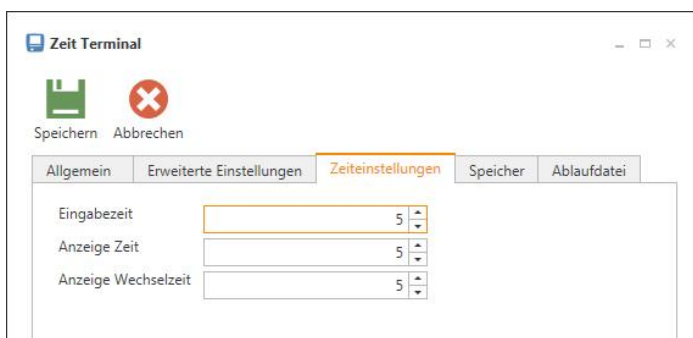 Zeit Terminal
Speichern Abbrechen
Allgemein Erweiterte Einstellungen Zeiteinstellungen Speicher Ablaufdatei
Eingabezeit 5
Anzeige Zeit 5
Anzeige Wechselzeit 5